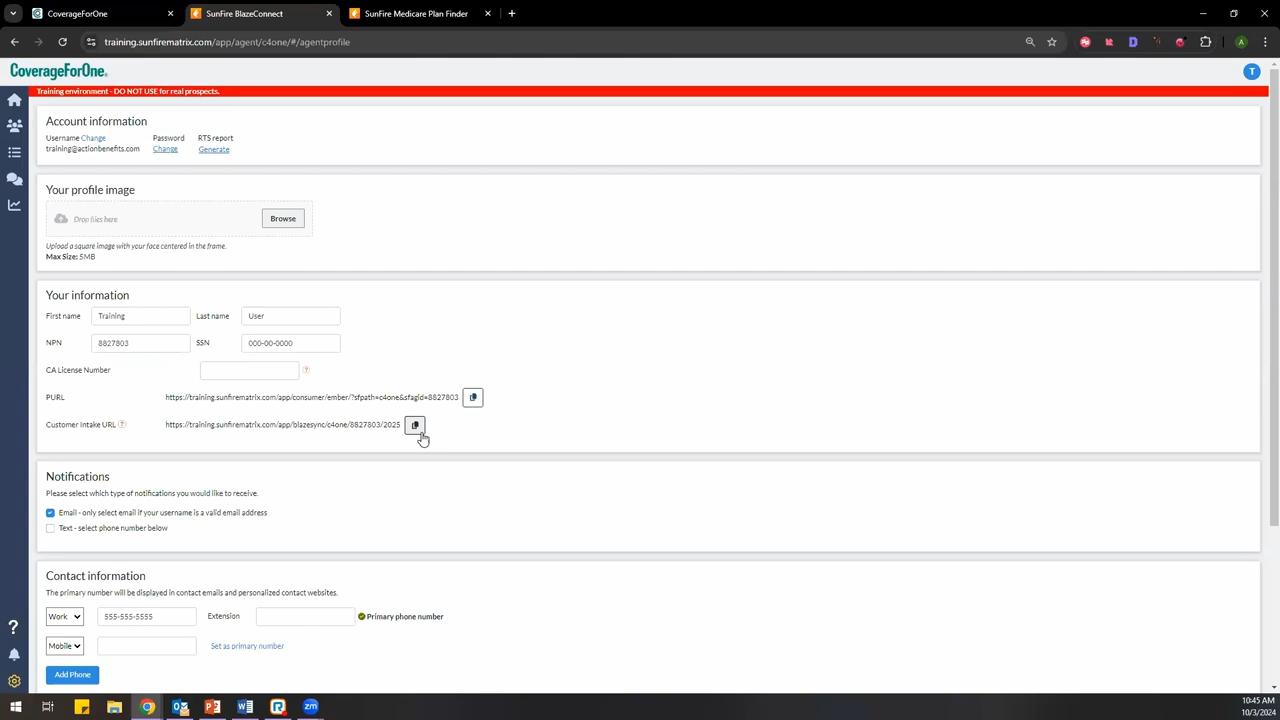 CoverageForOne
SunFire BlazeConnect
SunFire Medicare Plan Finder
training.sunfirematrix.com/app/agent/c4one/#/agentprofile
A
CoverageForOne
T
Training environment - DO NOT USE for real prospects.
Account information
Username Change Password RTS report
training@actionbenefits.com Change Generate
Your profile image
Drop files here Browse
Upload a square image with your face centered in the frame.
Max Size: 5MB
Your information
First name Training Last name User
NPN 8827803 SSN 000-00-0000
CA License Number ?
PURL https://training.sunfirematrix.com/app/consumer/ember/?sfpath=c4one&sfagid=8827803
Customer Intake URL ? https://training.sunfirematrix.com/app/blazesync/c4one/8827803/2025
Notifications
Please select which type of notifications you would like to receive.
Email - only select email if your username is a valid email address
Text - select phone number below
Contact information
The primary number will be displayed in contact emails and personalized contact websites.
Work 555-555-5555 Extension Primary phone number
Mobile Set as primary number
Add Phone
?
10:45 AM
10/3/2024